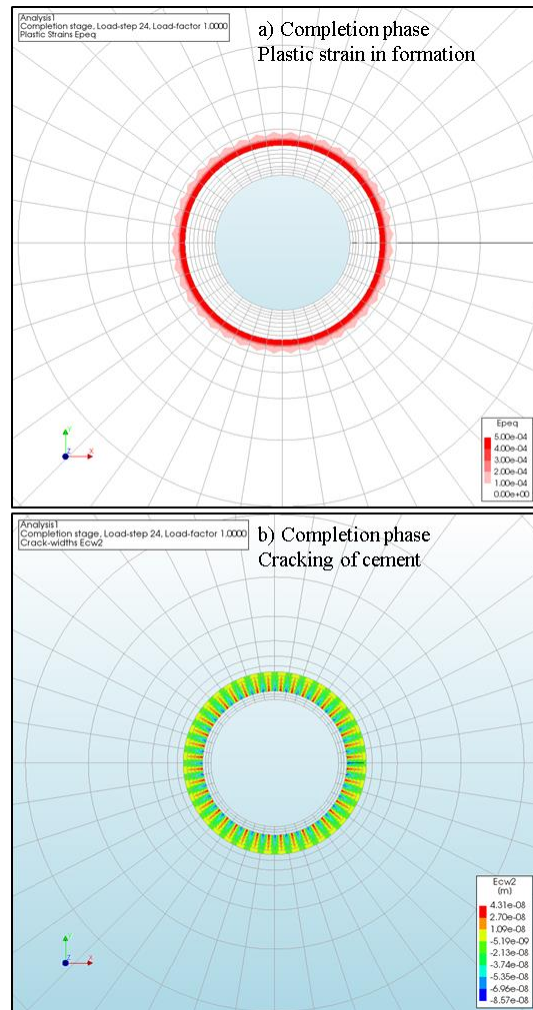 Analysis1
Completion stage, Load-step 24, Load-factor 1.0000
Plastic Strains Epeq
a) Completion phase
Plastic strain in formation
Y
Z
X
Epeq
5.00e-04
4.00e-04
3.00e-04
2.00e-04
1.00e-04
0.00e+00
Analysis1
Completion stage, Load-step 24, Load-factor 1.0000
Crack-widths Ecw2
b) Completion phase
Cracking of cement
Y
Z
X
Ecw2
(m)
4.31e-08
2.70e-08
1.09e-08
-5.19e-09
-2.13e-08
-3.74e-08
-5.35e-08
-6.96e-08
-8.57e-08